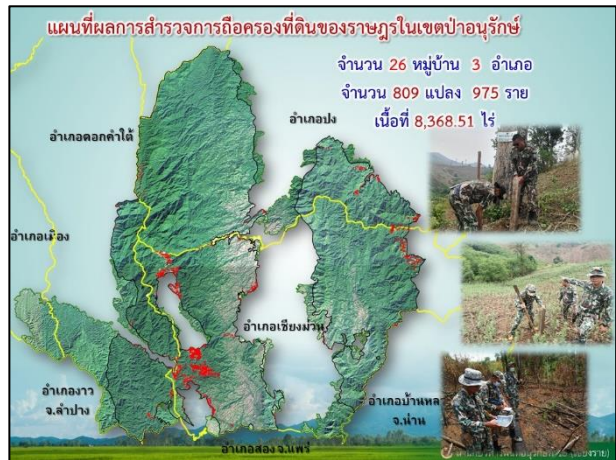 แผนที่ผลการสำรวจการถือครองที่ดินของราษฎรในเขตป่าอนุรักษ์
จำนวน 26 หมู่บ้าน 3 อำเภอ
จำนวน 809 แปลง 975 ราย
เนื้อที่ 8,368.51 ไร่
อำเภอปง
อำเภอดอกคำใต้
อำเภอเมือง
อำเภอเชียงม่วน
อำเภองาว
จ.ลำปาง
อำเภอบ้านหลวง
จ.น่าน
อำเภอสอง จ.แพร่